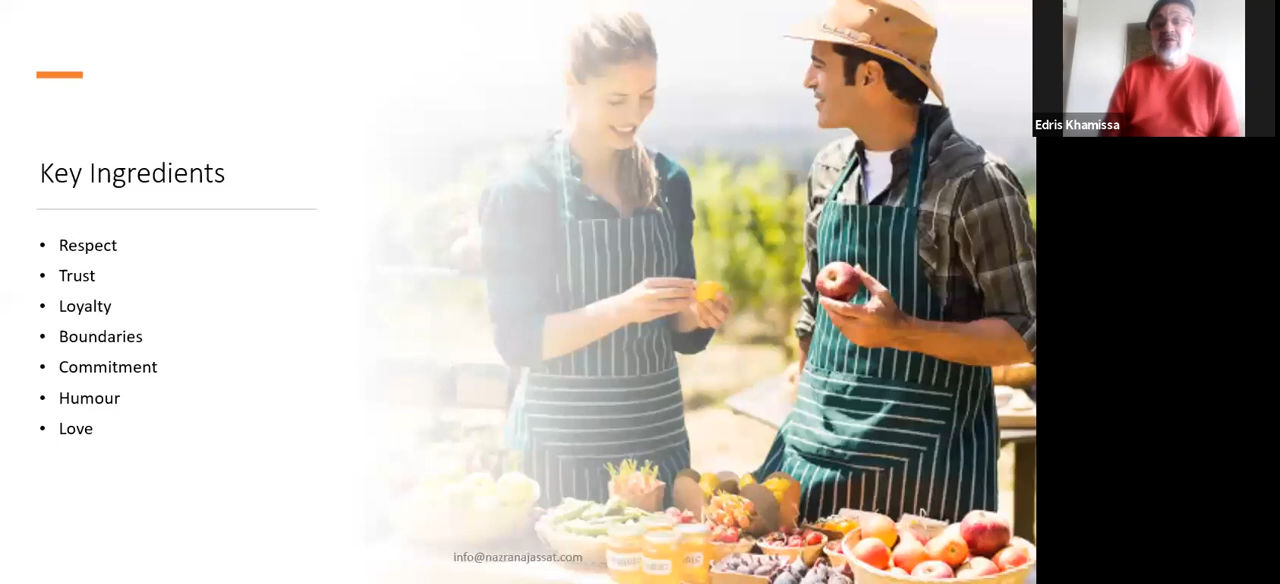 Key Ingredients
• Respect
• Trust
• Loyalty
• Boundaries
• Commitment
• Humour
• Love
info@nazranajassat.com
Edris Khamissa